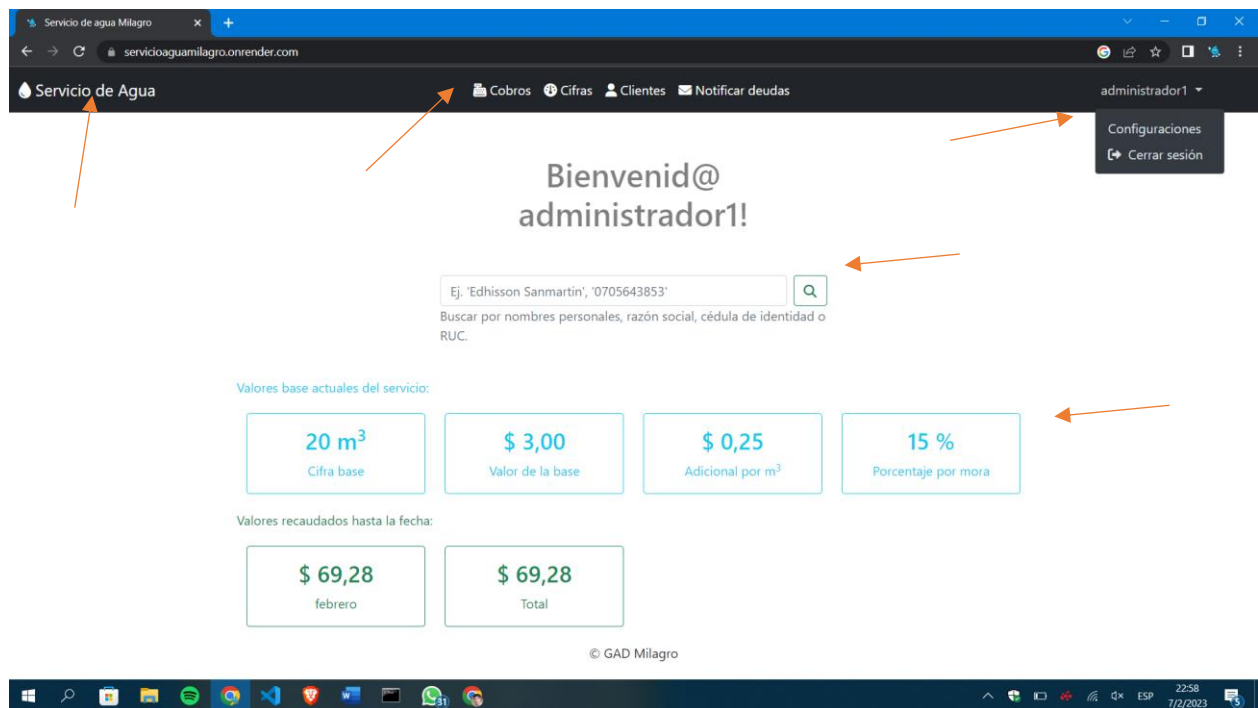 Servicio de agua Milagro
servicioaguamilagro.onrender.com
Servicio de Agua
Cobros Cifras Clientes Notificar deudas
administrador1
Configuraciones
Cerrar sesión
Bienvenid@
administrador1!
Ej. 'Edhisson Sanmartin', '0705643853'
Buscar por nombres personales, razón social, cédula de identidad o
RUC.
Valores base actuales del servicio:
20 m³ $ 3,00 $ 0,25 15 %
Cifra base Valor de la base Adicional por m³ Porcentaje por mora
Valores recaudados hasta la fecha:
$ 69,28 $ 69,28
febrero Total
© GAD Milagro
31
ESP
22:58
7/2/2023
5